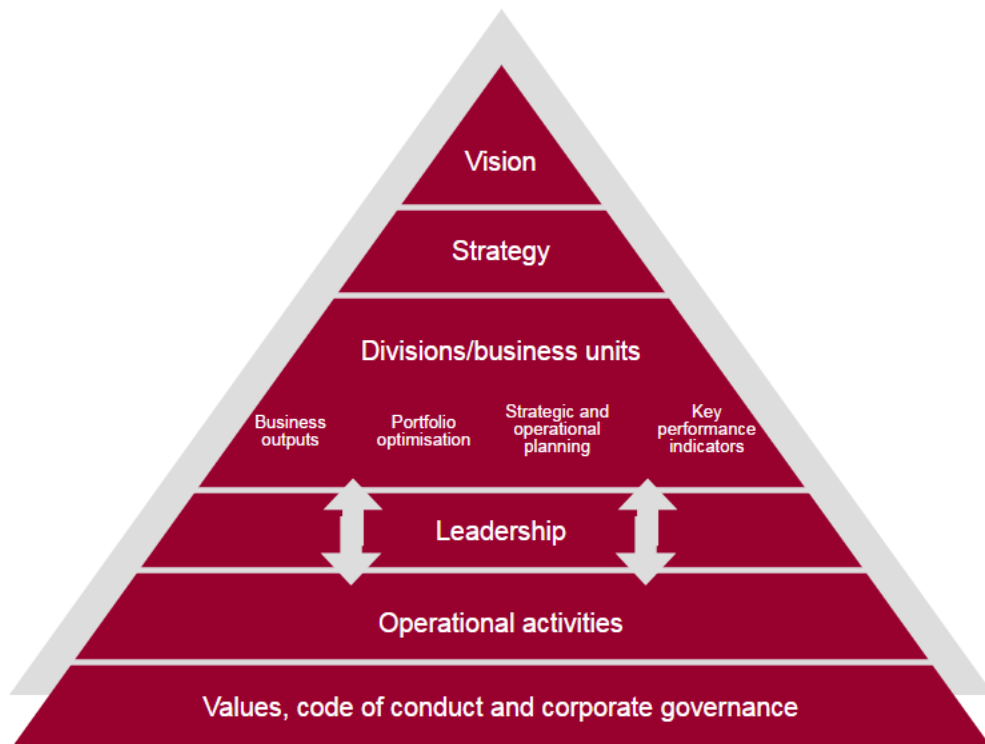 Vision
Strategy
Divisions/business units
Business
outputs
Portfolio
optimisation
Strategic and
operational
planning
Key
performance
indicators
Leadership
Operational activities
Values, code of conduct and corporate governance